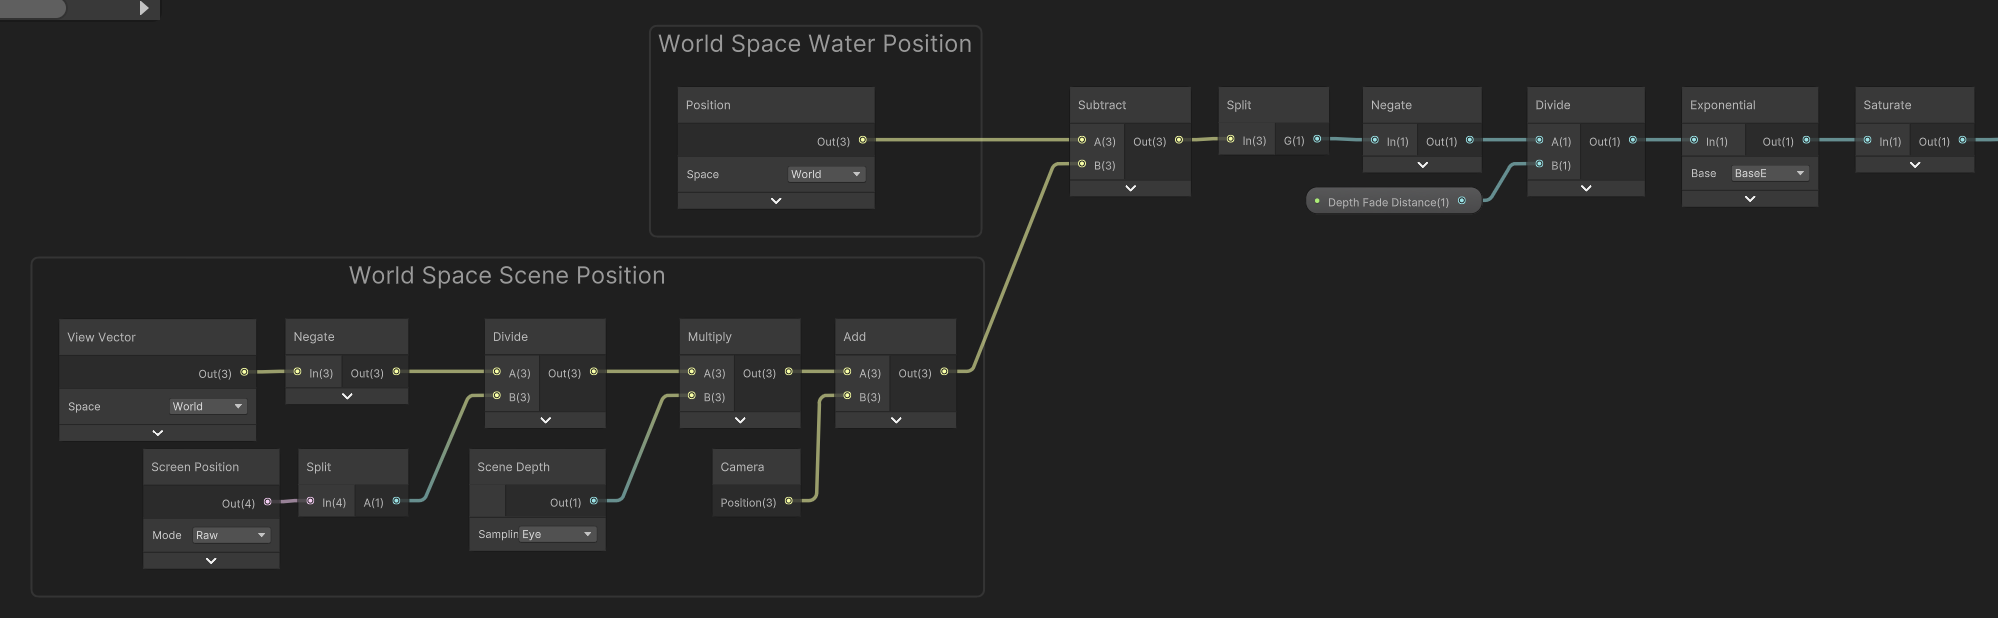 World Space Water Position
Position
Out(3)
Space World
Subtract
A(3) Out(3)
B(3)
Split
In(3) G(1)
Negate
In(1) Out(1)
Depth Fade Distance(1)
Divide
A(1) Out(1)
B(1)
Exponential
In(1) Out(1)
Base BaseE
Saturate
In(1) Out(1)
World Space Scene Position
View Vector
Out(3)
Space World
Negate
In(3) Out(3)
Divide
A(3) Out(3)
B(3)
Multiply
A(3) Out(3)
B(3)
Add
A(3) Out(3)
B(3)
Screen Position
Out(4)
Mode Raw
Split
In(4) A(1)
Scene Depth
Out(1)
Samplin Eye
Camera
Position(3)